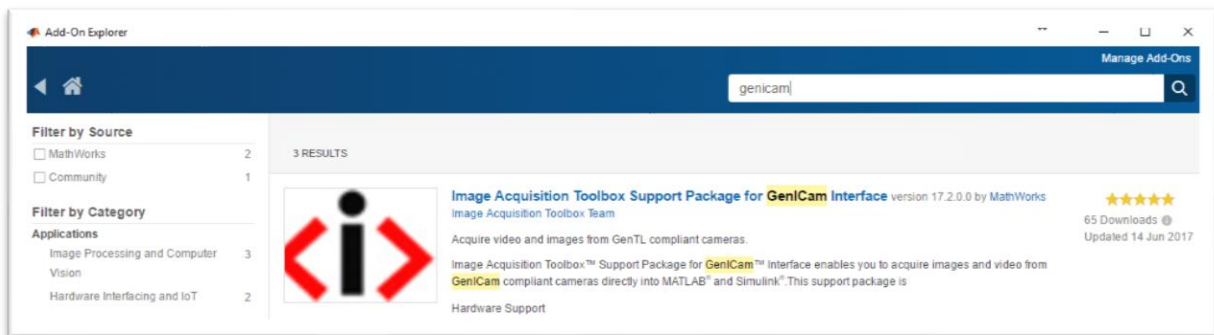 Add-On Explorer
Manage Add-Ons
genicam
Filter by Source
MathWorks 2
Community 1
Filter by Category
Applications
Image Processing and Computer Vision 3
Hardware Interfacing and IoT 2
3 RESULTS
Image Acquisition Toolbox Support Package for GenICam Interface version 17.2.0.0 by MathWorks
Image Acquisition Toolbox Team
Acquire video and images from GenTL compliant cameras.
Image Acquisition Toolbox™ Support Package for GenICam™ Interface enables you to acquire images and video from
GenICam compliant cameras directly into MATLAB® and Simulink®.This support package is
Hardware Support
65 Downloads
Updated 14 Jun 2017